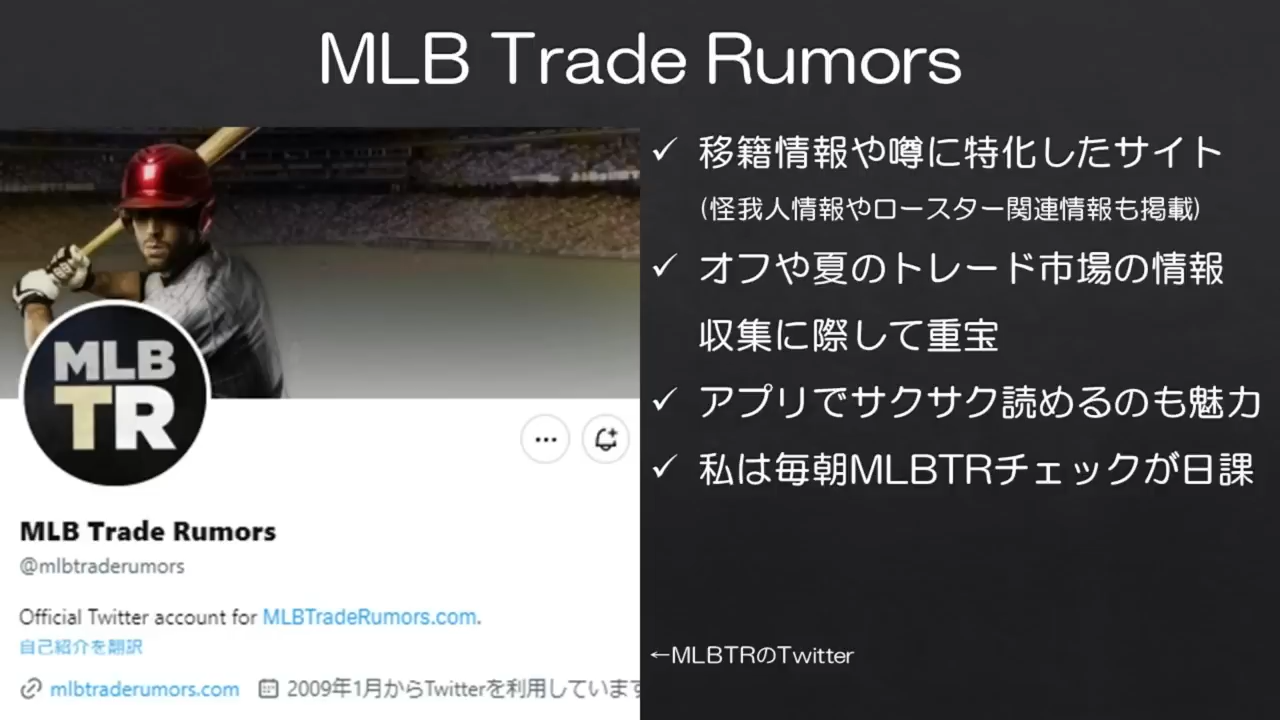 MLB Trade Rumors
✓ 移籍情報や噂に特化したサイト
(怪我人情報やロースター関連情報も掲載)
✓ オフや夏のトレード市場の情報
収集に際して重宝
✓ アプリでサクサク読めるのも魅力
✓ 私は毎朝MLBTRチェックが日課
←MLBTRのTwitter
MLB
TR
MLB Trade Rumors
@mlbtraderumors
Official Twitter account for MLBTradeRumors.com.
自己紹介を翻訳
mlbtraderumors.com 2009年1月からTwitterを利用しています